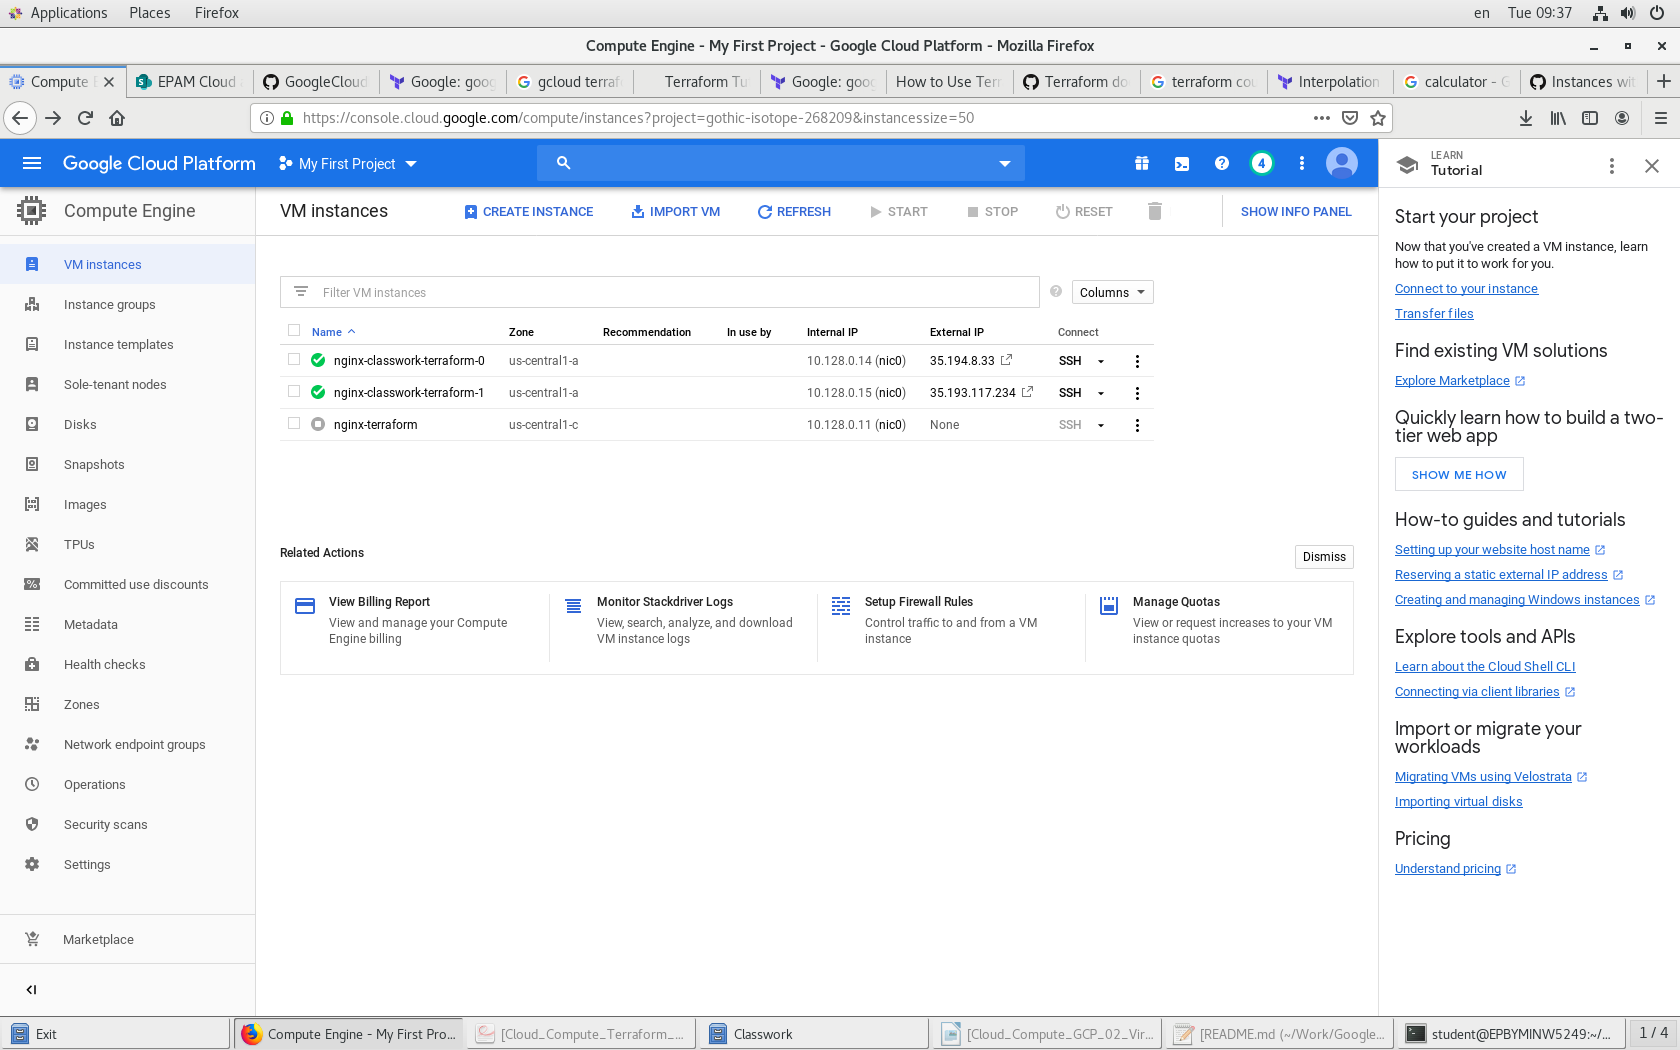 Applications Places Firefox en Tue 09:37
Compute Engine - My First Project - Google Cloud Platform - Mozilla Firefox
Compute E EPAM Cloud GoogleCloud Google: goog gcloud terraf Terraform Tu Google: goog How to Use Terr Terraform do terraform cou Interpolation calculator - G Instances wit
https://console.cloud.google.com/compute/instances?project=gothic-isotope-268209&instancessize=50
Google Cloud Platform My First Project 4
LEARN
Tutorial
Compute Engine
VM instances CREATE INSTANCE IMPORT VM REFRESH START STOP RESET SHOW INFO PANEL
VM instances
Instance groups
Instance templates
Sole-tenant nodes
Disks
Snapshots
Images
TPUs
Committed use discounts
Metadata
Health checks
Zones
Network endpoint groups
Operations
Security scans
Settings
Marketplace
Filter VM instances Columns
Name Zone Recommendation In use by Internal IP External IP Connect
nginx-classwork-terraform-0 us-central1-a 10.128.0.14 (nic0) 35.194.8.33 SSH
nginx-classwork-terraform-1 us-central1-a 10.128.0.15 (nic0) 35.193.117.234 SSH
nginx-terraform us-central1-c 10.128.0.11 (nic0) None SSH
Related Actions Dismiss
View Billing Report
View and manage your Compute
Engine billing
Monitor Stackdriver Logs
View, search, analyze, and download
VM instance logs
Setup Firewall Rules
Control traffic to and from a VM
instance
Manage Quotas
View or request increases to your VM
instance quotas
Start your project
Now that you've created a VM instance, learn
how to put it to work for you.
Connect to your instance
Transfer files
Find existing VM solutions
Explore Marketplace
Quickly learn how to build a two-
tier web app
SHOW ME HOW
How-to guides and tutorials
Setting up your website host name
Reserving a static external IP address
Creating and managing Windows instances
Explore tools and APIs
Learn about the Cloud Shell CLI
Connecting via client libraries
Import or migrate your
workloads
Migrating VMs using Velostrata
Importing virtual disks
Pricing
Understand pricing
Exit Compute Engine - My First Pro... [Cloud_Compute_Terraform_... Classwork [Cloud_Compute_GCP_02_Vir... [README.md (~/Work/Google... student@EPBYMINW5249:~/... 1 / 4